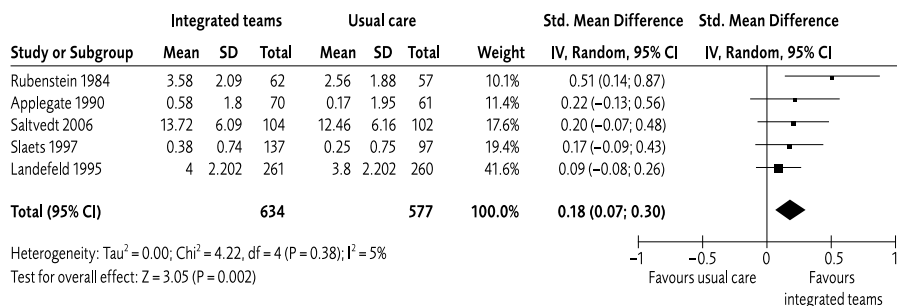 Integrated teams Usual care Std. Mean Difference Std. Mean Difference
Study or Subgroup Mean SD Total Mean SD Total Weight IV, Random, 95% CI IV, Random, 95% CI
Rubenstein 1984 3.58 2.09 62 2.56 1.88 57 10.1% 0.51 (0.14; 0.87)
Applegate 1990 0.58 1.8 70 0.17 1.95 61 11.4% 0.22 (−0.13; 0.56)
Saltvedt 2006 13.72 6.09 104 12.46 6.16 102 17.6% 0.20 (−0.07; 0.48)
Slaets 1997 0.38 0.74 137 0.25 0.75 97 19.4% 0.17 (−0.09; 0.43)
Landefeld 1995 4 2.202 261 3.8 2.202 260 41.6% 0.09 (−0.08; 0.26)
Total (95% CI) 634 577 100.0% 0.18 (0.07; 0.30)
Heterogeneity: Tau² = 0.00; Chi² = 4.22, df = 4 (P = 0.38); I² = 5%
Test for overall effect: Z = 3.05 (P = 0.002)
−1 −0.5 0 0.5 1
Favours usual care Favours
integrated teams